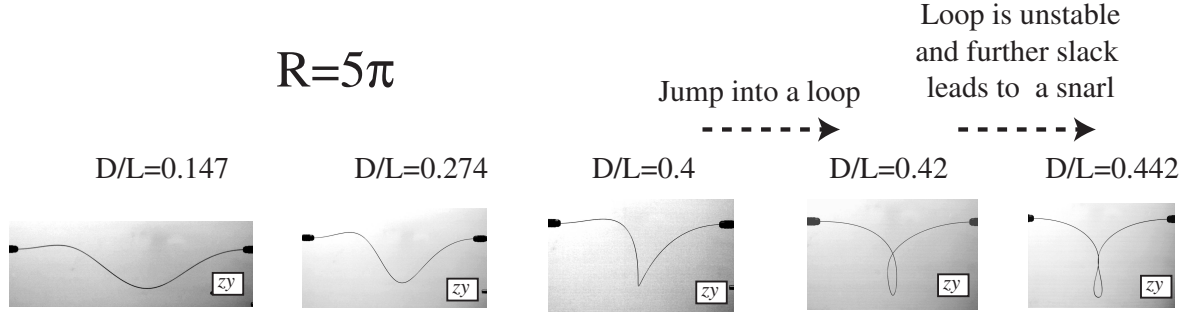 R=5π
Loop is unstable
and further slack
leads to a snarl
Jump into a loop
D/L=0.147
D/L=0.274
D/L=0.4
D/L=0.42
D/L=0.442
zy
zy
zy
zy
zy